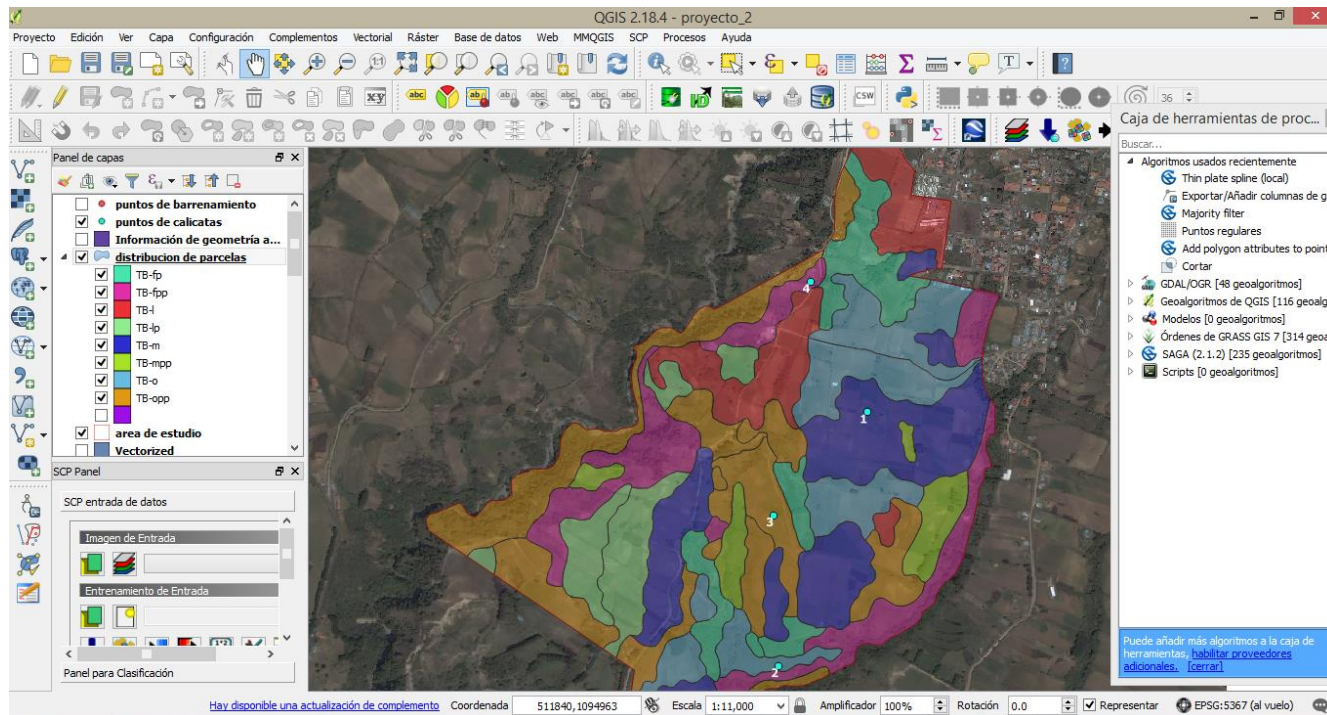 QGIS 2.18.4 - proyecto_2
Proyecto Edición Ver Capa Configuración Complementos Vectorial Ráster Base de datos Web MMQGIS SCP Procesos Ayuda
abc abc abc abc abc abc CSW 36
Caja de herramientas de proc...
Buscar...
Panel de capas
puntos de barrenamiento
puntos de calicatas
Información de geometría a...
distribucion de parcelas
TB-fp
TB-fpp
TB-l
TB-lp
TB-m
TB-mpp
TB-o
TB-opp
area de estudio
Vectorized
SCP Panel
SCP entrada de datos
Imagen de Entrada
Entrenamiento de Entrada
Panel para Clasificación
4
1
3
2
Algoritmos usados recientemente
Thin plate spline (local)
Exportar/Añadir columnas de g
Majority filter
Puntos regulares
Add polygon attributes to point
Cortar
GDAL/OGR [48 geoalgoritmos]
Geoalgoritmos de QGIS [116 geoalg
Modelos [0 geoalgoritmos]
Órdenes de GRASS GIS 7 [314 geoa
SAGA (2.1.2) [235 geoalgoritmos]
Scripts [0 geoalgoritmos]
Puede añadir más algoritmos a la caja de
herramientas, habilitar proveedores
adicionales. [cerrar]
Hay disponible una actualización de complemento Coordenada 511840,1094963 Escala 1:11,000 Amplificador 100% Rotación 0.0 Representar EPSG:5367 (al vuelo)